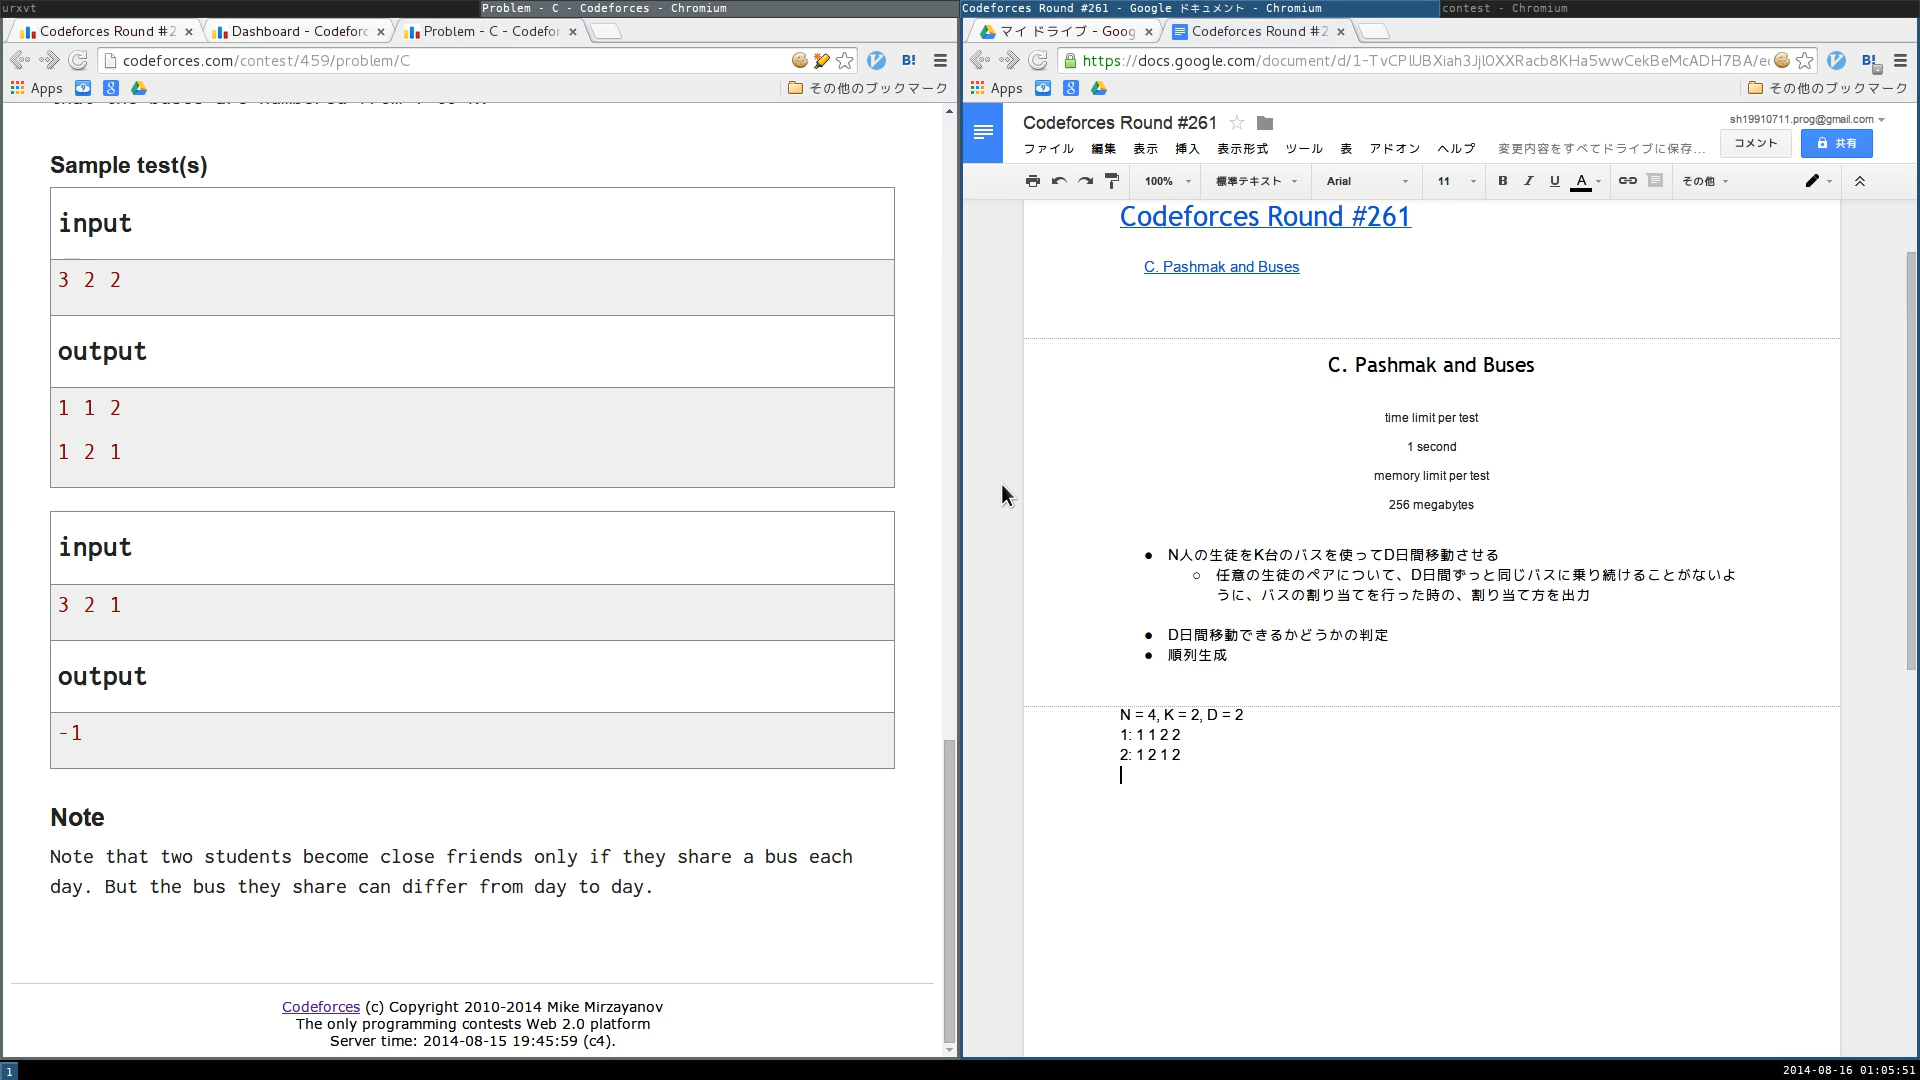 urxvt
Problem - C - Codeforces - Chromium
Codeforces Round #261 - Google ドキュメント - Chromium
contest - Chromium
Codeforces Round #2
Dashboard - Codeforc
Problem - C - Codefor
codeforces.com/contest/459/problem/C
B!
Apps
その他のブックマーク
Sample test(s)
input
3 2 2
output
1 1 2
1 2 1
input
3 2 1
output
-1
Note
Note that two students become close friends only if they share a bus each
day. But the bus they share can differ from day to day.
Codeforces (c) Copyright 2010-2014 Mike Mirzayanov
The only programming contests Web 2.0 platform
Server time: 2014-08-15 19:45:59 (c4).
マイ ドライブ - Goog
Codeforces Round #2
B!
Apps
その他のブックマーク
Codeforces Round #261
sh19910711.prog@gmail.com
ファイル 編集 表示 挿入 表示形式 ツール 表 アドオン ヘルプ 変更内容をすべてドライブに保存...
コメント
共有
100% 標準テキスト Arial 11 B I U A その他
Codeforces Round #261
C. Pashmak and Buses
C. Pashmak and Buses
time limit per test
1 second
memory limit per test
256 megabytes
● N人の生徒をK台のバスを使ってD日間移動させる
○ 任意の生徒のペアについて、D日間ずっと同じバスに乗り続けることがないよ
うに、バスの割り当てを行った時の、割り当て方を出力
● D日間移動できるかどうかの判定
● 順列生成
N = 4, K = 2, D = 2
1: 1 1 2 2
2: 1 2 1 2
1
2014-08-16 01:05:51